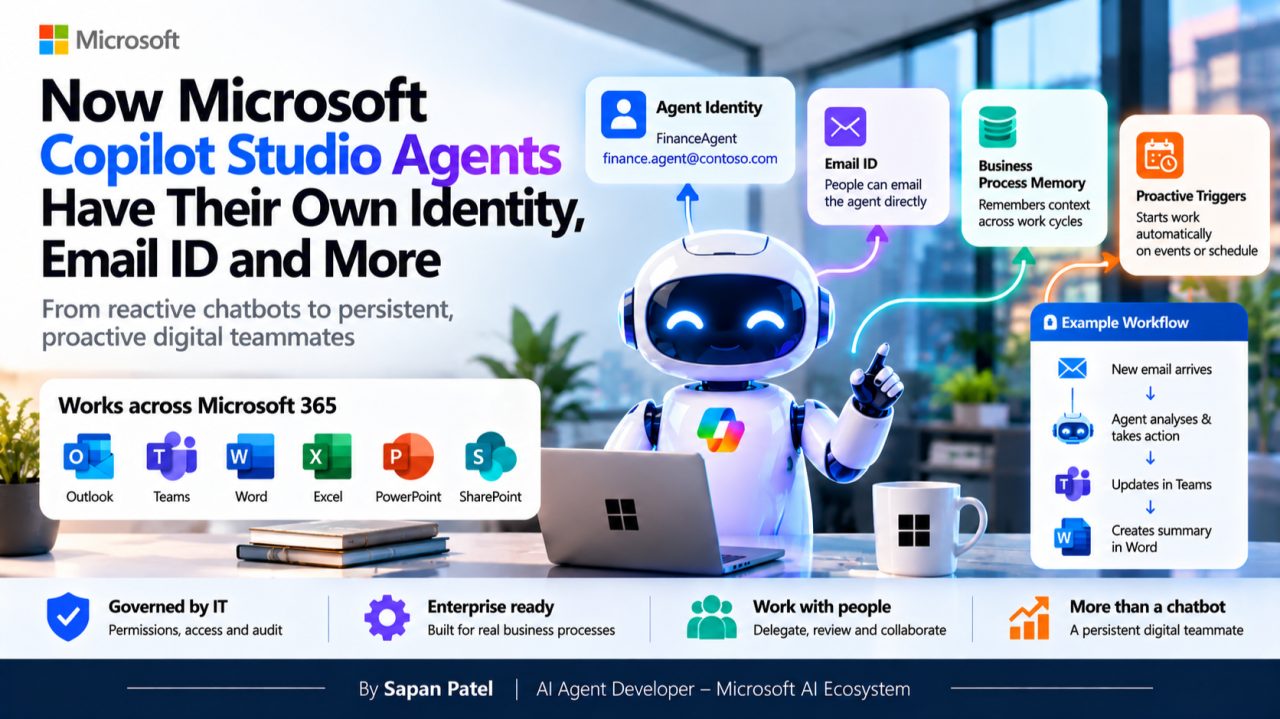 Microsoft
Now Microsoft
Copilot Studio Agents
Have Their Own Identity,
Email ID and More
From reactive chatbots to persistent,
proactive digital teammates
Works across Microsoft 365
Outlook
Teams
Word
Excel
PowerPoint
SharePoint
Agent Identity
FinanceAgent
finance.agent@contoso.com
Email ID
People can email
the agent directly
Business
Process Memory
Remembers context
across work cycles
Proactive Triggers
Starts work
automatically
on events or schedule
Example Workflow
New email arrives
Agent analyses &
takes action
Updates in Teams
Creates summary
in Word
Governed by IT
Permissions, access and audit
Enterprise ready
Built for real business processes
Work with people
Delegate, review and collaborate
More than a chatbot
A persistent digital teammate
By Sapan Patel | AI Agent Developer – Microsoft AI Ecosystem